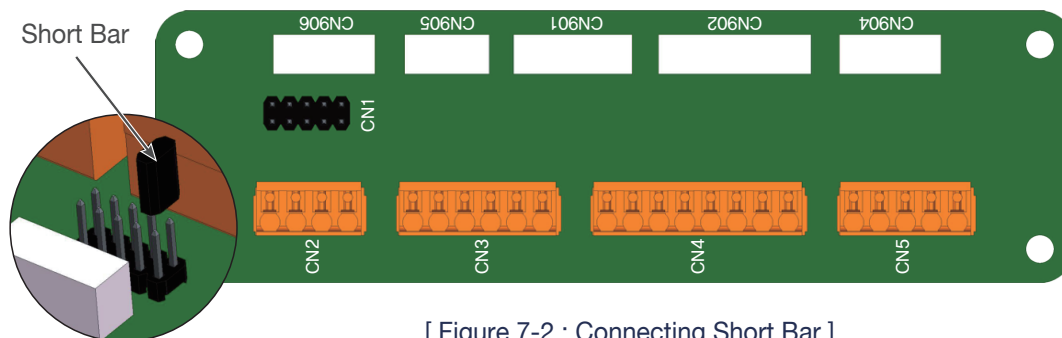 Short Bar
CN906
CN905
CN901
CN902
CN904
CN1
CN2
CN3
CN4
CN5
[ Figure 7-2 : Connecting Short Bar ]